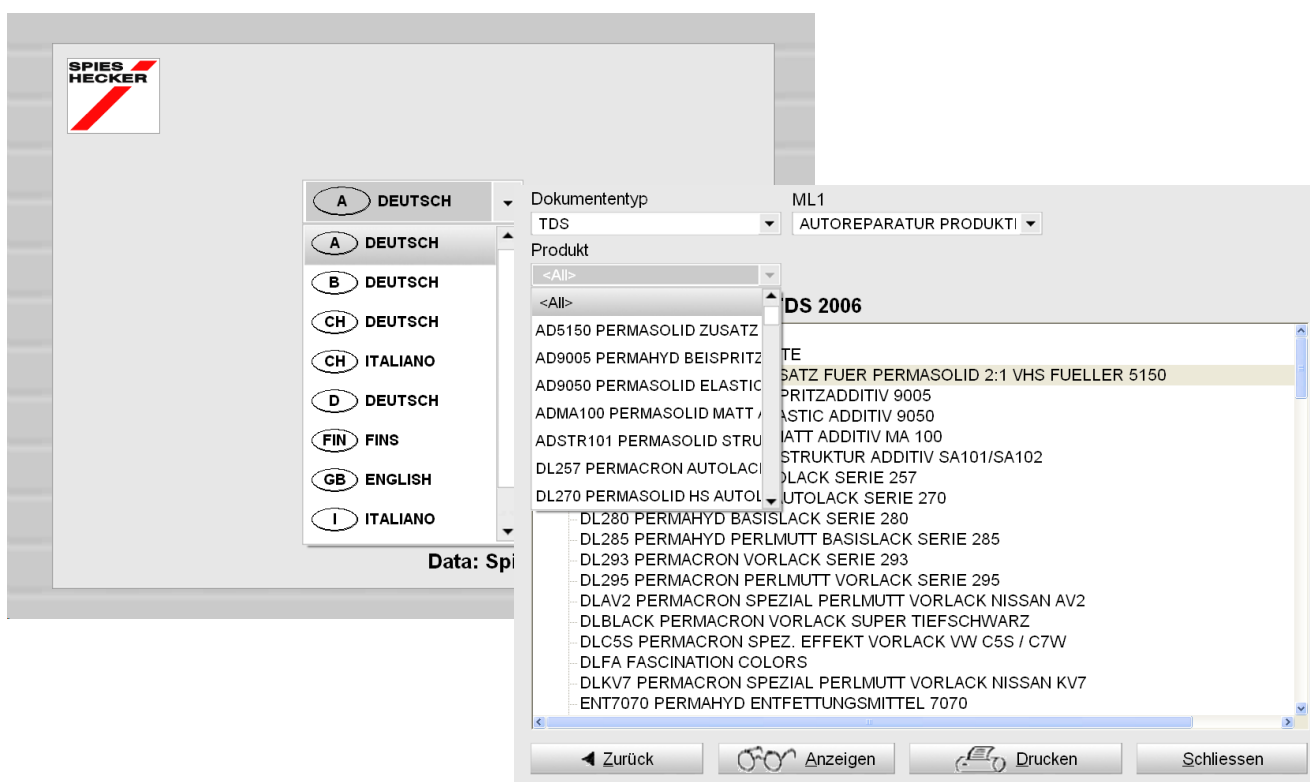 SPIES
HECKER
A DEUTSCH
A DEUTSCH
B DEUTSCH
CH DEUTSCH
CH ITALIANO
D DEUTSCH
FIN FINS
GB ENGLISH
I ITALIANO
Data: Spi
Dokumententyp ML1
TDS AUTOREPARATUR PRODUKTI
Produkt
<All>
<All>
AD5150 PERMASOLID ZUSATZ
AD9005 PERMAHYD BEISPRITZ
AD9050 PERMASOLID ELASTIC
ADMA100 PERMASOLID MATT
ADSTR101 PERMASOLID STRU
DL257 PERMACRON AUTOLACI
DL270 PERMASOLID HS AUTOL
TDS 2006
TE
SATZ FUER PERMASOLID 2:1 VHS FUELLER 5150
PRITZADDITIV 9005
ASTIC ADDITIV 9050
MATT ADDITIV MA 100
STRUKTUR ADDITIV SA101/SA102
OLACK SERIE 257
AUTOLACK SERIE 270
DL280 PERMAHYD BASISLACK SERIE 280
DL285 PERMAHYD PERLMUTT BASISLACK SERIE 285
DL293 PERMACRON VORLACK SERIE 293
DL295 PERMACRON PERLMUTT VORLACK SERIE 295
DLAV2 PERMACRON SPEZIAL PERLMUTT VORLACK NISSAN AV2
DLBLACK PERMACRON VORLACK SUPER TIEFSCHWARZ
DLC5S PERMACRON SPEZ. EFFEKT VORLACK VW C5S / C7W
DLFA FASCINATION COLORS
DLKV7 PERMACRON SPEZIAL PERLMUTT VORLACK NISSAN KV7
ENT7070 PERMAHYD ENTFETTUNGSMITTEL 7070
Zurück Anzeigen Drucken Schliessen